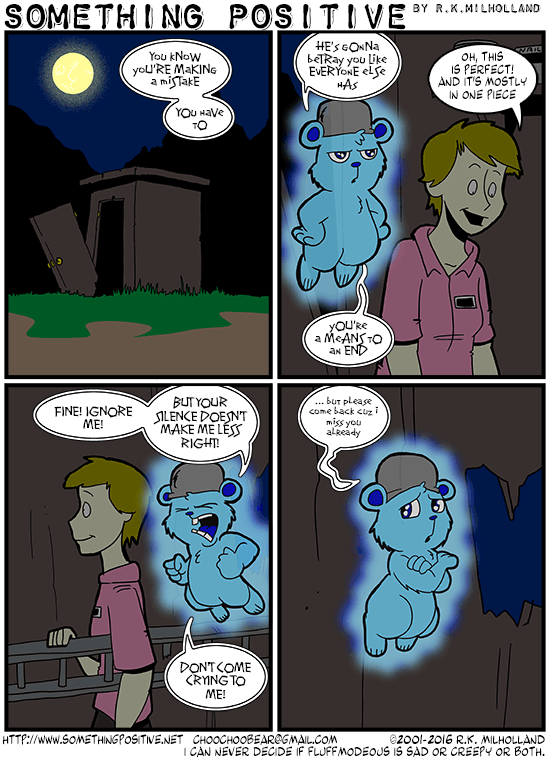 SOMETHING POSITIVE BY R.K.MILHOLLAND
YOU KNOW
YOU'RE MAKING
A MISTAKE
YOU HAVE
TO
HE'S GONNA
BETRAY YOU LIKE
EVERYONE ELSE
HAS
OH, THIS
IS PERFECT!
AND IT'S MOSTLY
IN ONE PIECE
YOU'RE
A MEANS TO
AN END
FINE! IGNORE
ME!
BUT YOUR
SILENCE DOESN'T
MAKE ME LESS
RIGHT!
DON'T COME
CRYING TO
ME!
... but please
come back cuz i
miss you
already
HTTP://WWW.SOMETHINGPOSITIVE.NET CHOOCHOOBEAR@GMAIL.COM ©2001-2016 R.K. MILHOLLAND
I CAN NEVER DECIDE IF FLUFFMODEOUS IS SAD OR CREEPY OR BOTH.